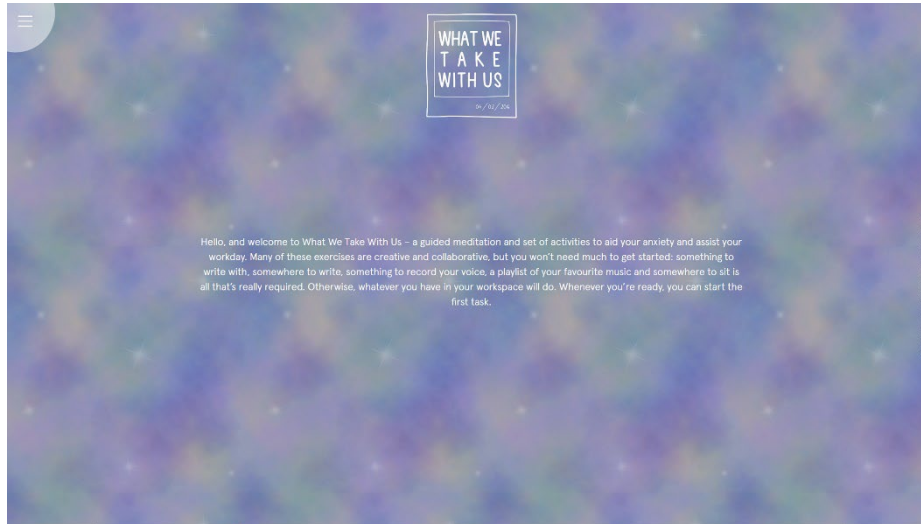 WHAT WE
TAKE
WITH US
Hello, and welcome to What We Take With Us – a guided meditation and set of activities to aid your anxiety and assist your
workday. Many of these exercises are creative and collaborative, but you won't need much to get started: something to
write with, somewhere to write, something to record your voice, a playlist of your favourite music and somewhere to sit is
all that's really required. Otherwise, whatever you have in your workspace will do. Whenever you're ready, you can start the
first task.